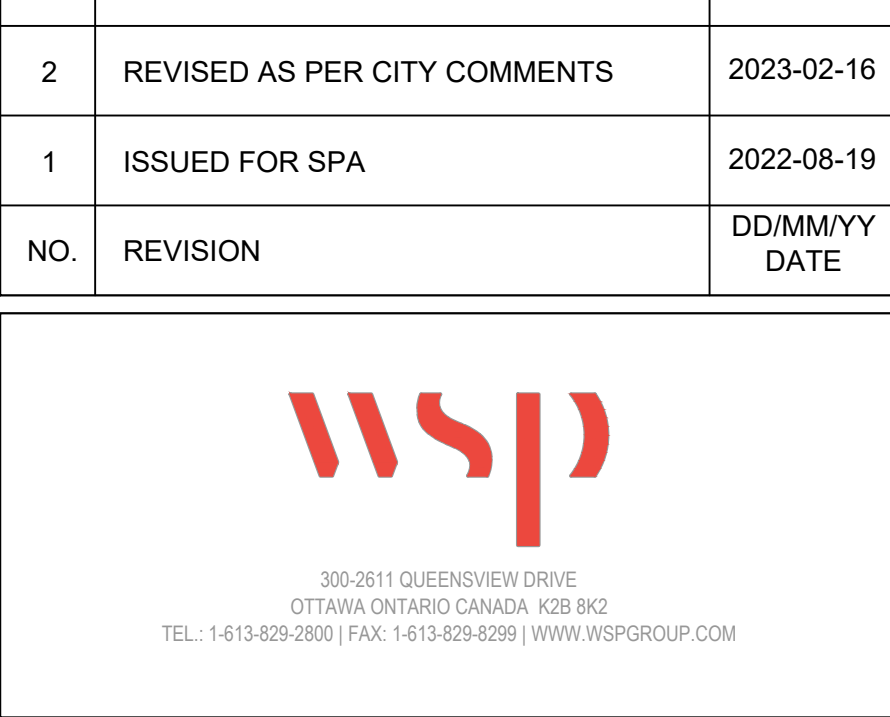 2 REVISED AS PER CITY COMMENTS 2023-02-16
1 ISSUED FOR SPA 2022-08-19
NO. REVISION DD/MM/YY
DATE
wsp
300-2611 QUEENSVIEW DRIVE
OTTAWA ONTARIO CANADA K2B 8K2
TEL.: 1-613-829-2800 | FAX: 1-613-829-8299 | WWW.WSPGROUP.COM